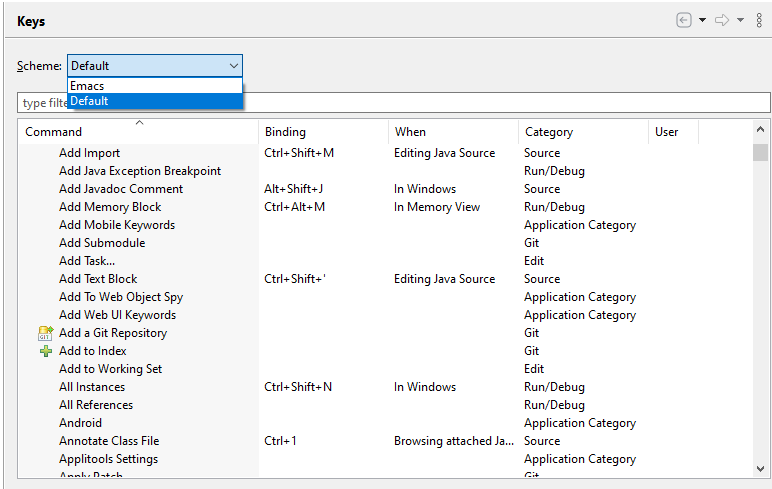 Keys
Scheme: Default
Emacs
Default
type filte
Command Binding When Category User
Add Import Ctrl+Shift+M Editing Java Source Source
Add Java Exception Breakpoint Run/Debug
Add Javadoc Comment Alt+Shift+J In Windows Source
Add Memory Block Ctrl+Alt+M In Memory View Run/Debug
Add Mobile Keywords Application Category
Add Submodule Git
Add Task... Edit
Add Text Block Ctrl+Shift+' Editing Java Source Source
Add To Web Object Spy Application Category
Add Web UI Keywords Application Category
GIT Add a Git Repository Git
Add to Index Git
Add to Working Set Edit
All Instances Ctrl+Shift+N In Windows Run/Debug
All References Run/Debug
Android Application Category
Annotate Class File Ctrl+1 Browsing attached Ja... Source
Applitools Settings Application Category
Apply Patch Git